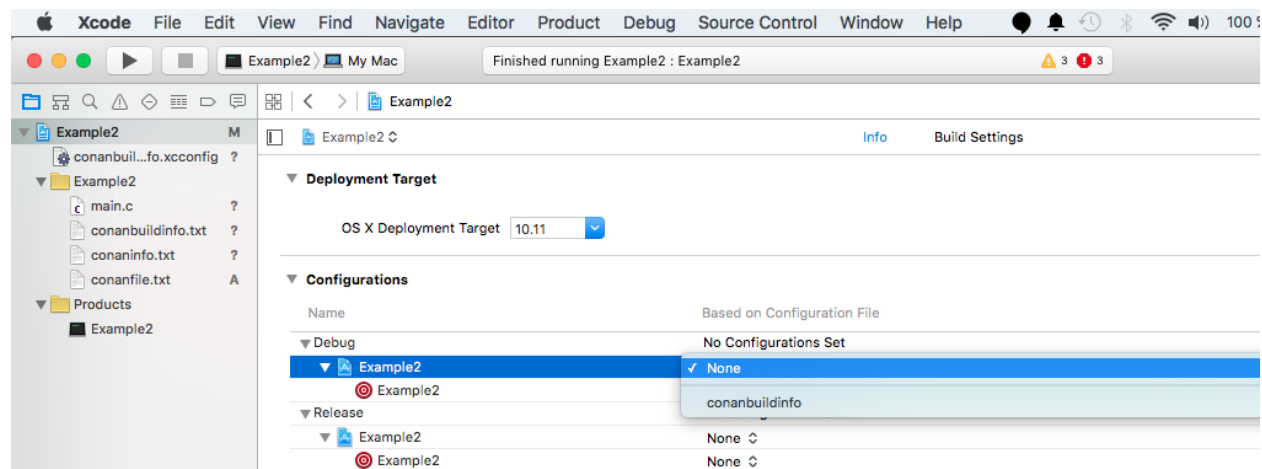 Xcode File Edit View Find Navigate Editor Product Debug Source Control Window Help 100 %
Example2 〉 My Mac Finished running Example2 : Example2 3 3
Example2
Example2 M
Example2 Info Build Settings
conanbuil...fo.xcconfig ?
Example2
Deployment Target
main.c ?
conanbuildinfo.txt ?
OS X Deployment Target 10.11
conaninfo.txt ?
conanfile.txt A
Configurations
Products
Name Based on Configuration File
Example2
Debug No Configurations Set
Example2 ✓ None
Example2
conanbuildinfo
Release
Example2 None
Example2 None